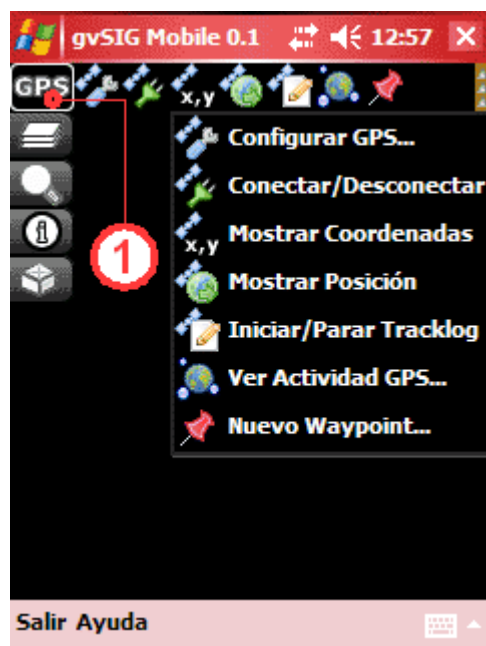 gvSIG Mobile 0.1 12:57
GPS x,y
Configurar GPS...
Conectar/Desconectar
x,y Mostrar Coordenadas
1
Mostrar Posición
Iniciar/Parar Tracklog
Ver Actividad GPS...
Nuevo Waypoint...
Salir Ayuda